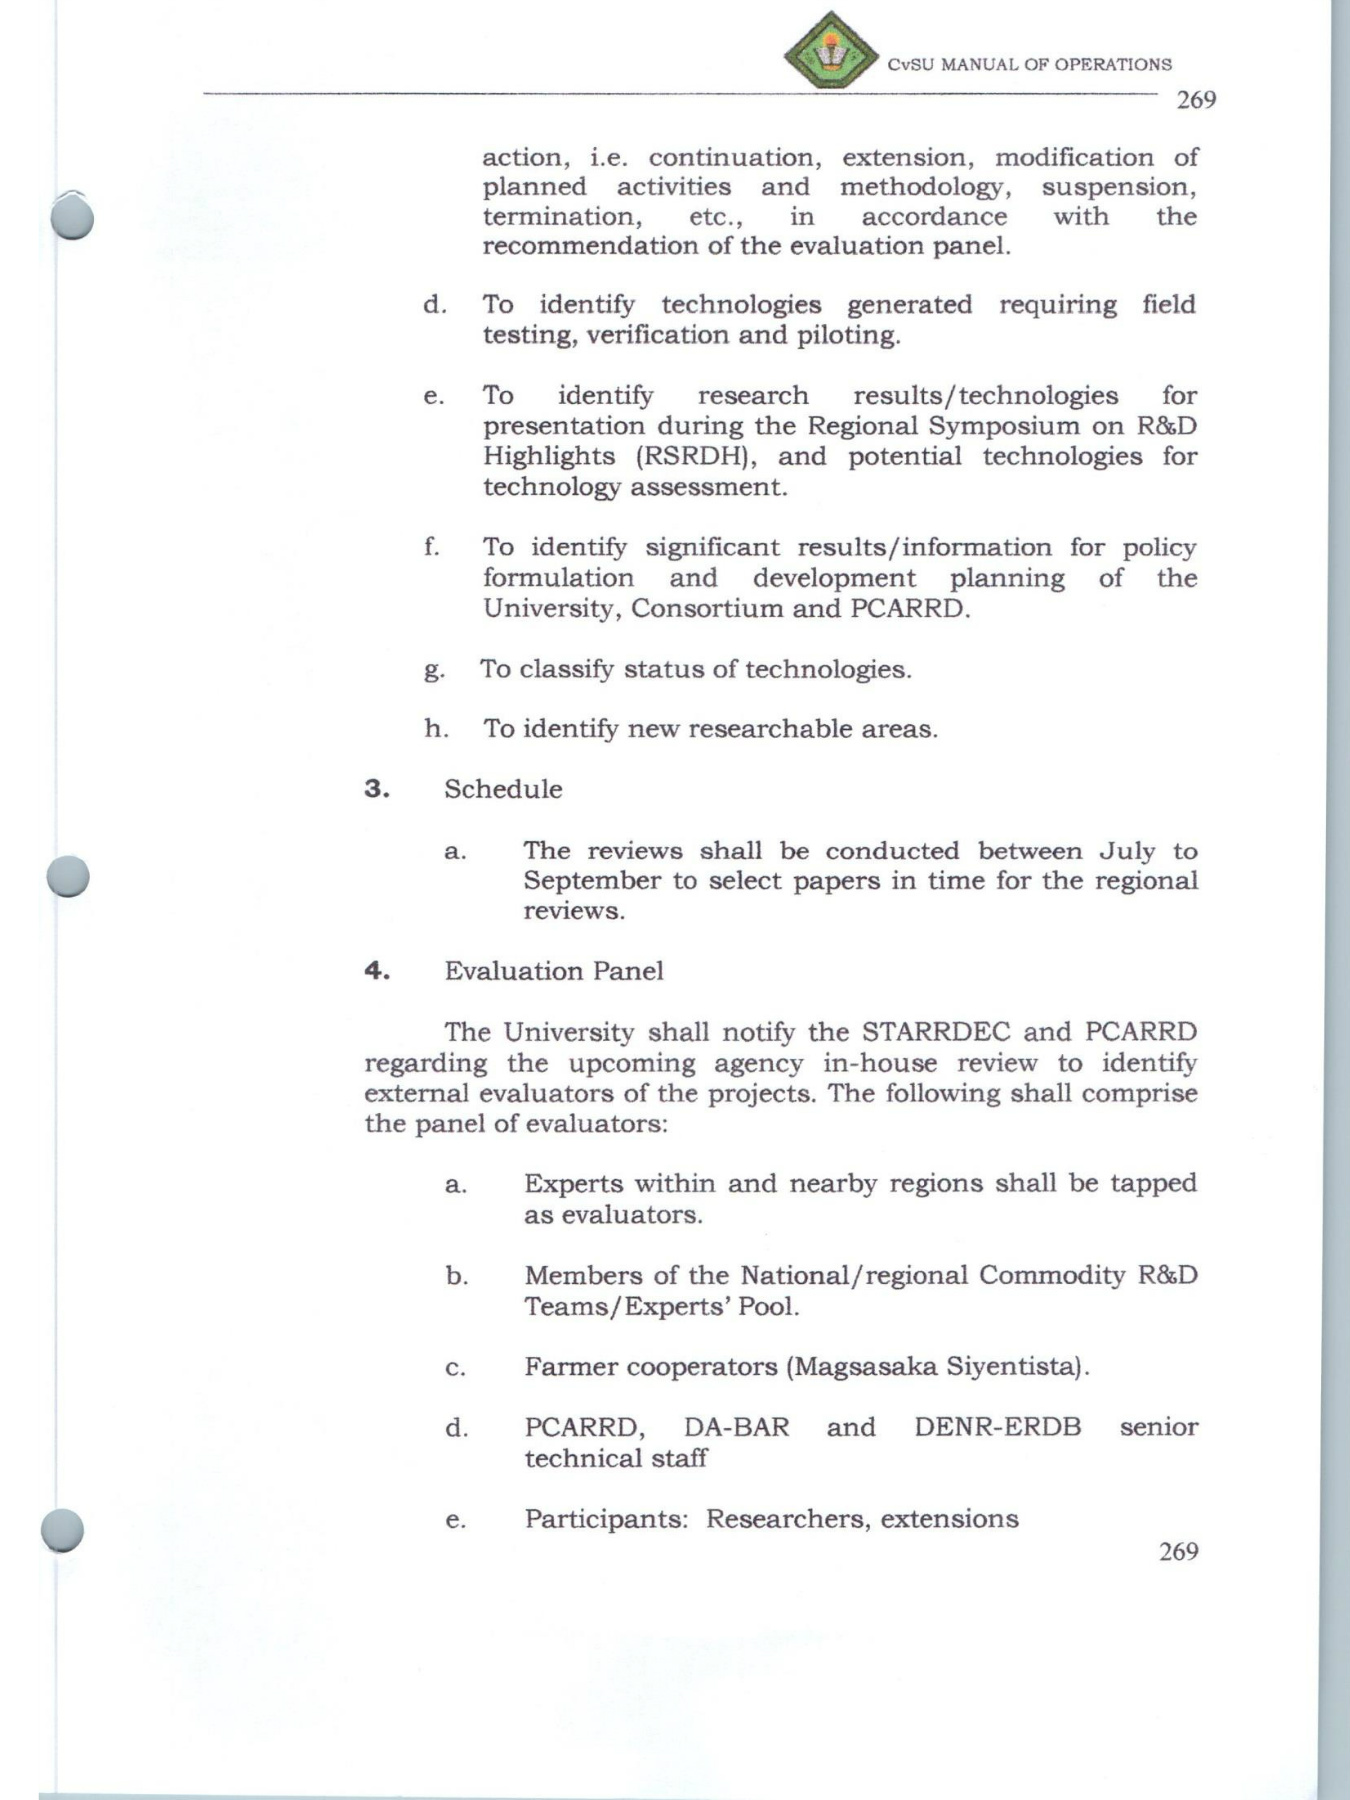 CvSU MANUAL OF OPERATIONS
269
action, i.e. continuation, extension, modification of
planned activities and methodology, suspension,
termination, etc., in accordance with the
recommendation of the evaluation panel.
d. To identify technologies generated requiring field
testing, verification and piloting.
e. To identify research results/technologies for
presentation during the Regional Symposium on R&D
Highlights (RSRDH), and potential technologies for
technology assessment.
f. To identify significant results/information for policy
formulation and development planning of the
University, Consortium and PCARRD.
g. To classify status of technologies.
h. To identify new researchable areas.
3. Schedule
a. The reviews shall be conducted between July to
September to select papers in time for the regional
reviews.
4. Evaluation Panel
The University shall notify the STARRDEC and PCARRD
regarding the upcoming agency in-house review to identify
external evaluators of the projects. The following shall comprise
the panel of evaluators:
a. Experts within and nearby regions shall be tapped
as evaluators.
b. Members of the National/regional Commodity R&D
Teams/Experts’ Pool.
c. Farmer cooperators (Magsasaka Siyentista).
d. PCARRD, DA-BAR and DENR-ERDB senior
technical staff
e. Participants: Researchers, extensions
269